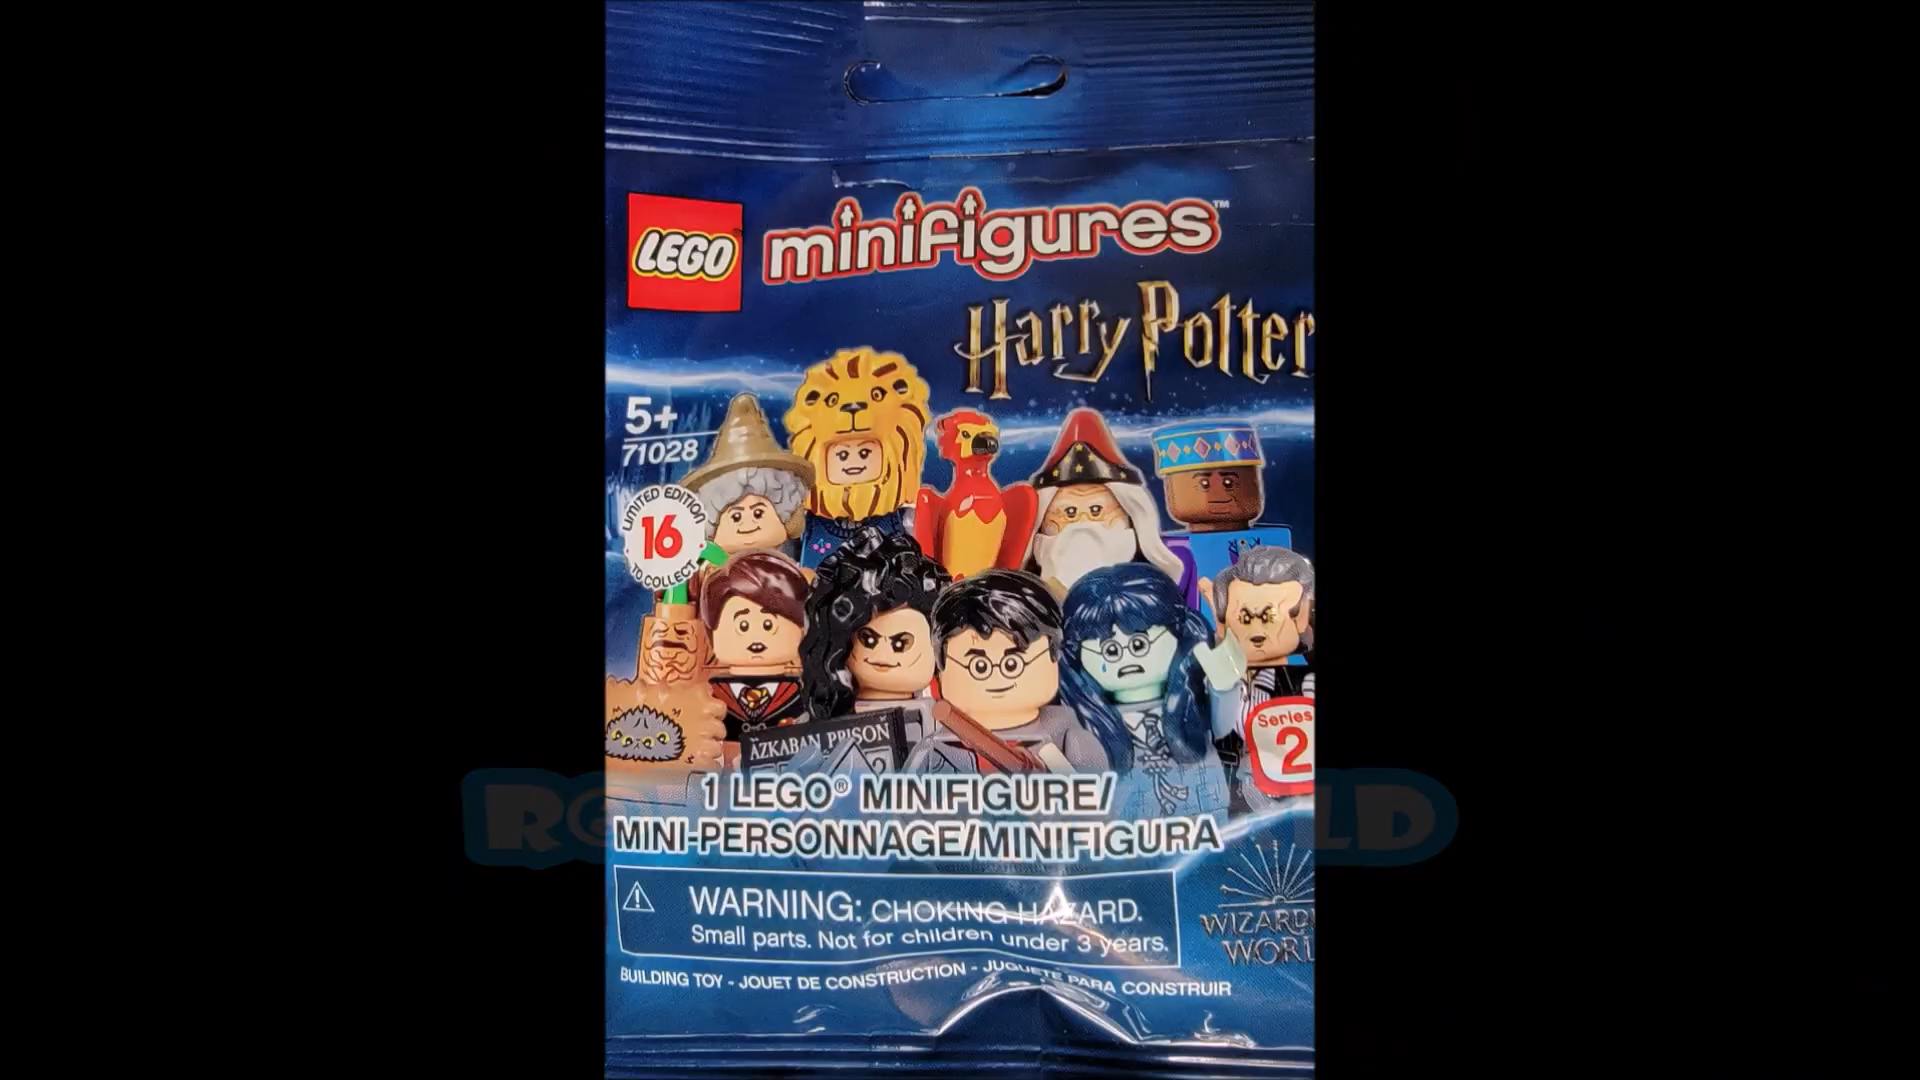 LEGO
minifigures™
Harry Potter
5+
71028
LIMITED EDITION
16
TO COLLECT
AZKABAN PRISON
Series
2
1 LEGO® MINIFIGURE/
MINI-PERSONNAGE/MINIFIGURA
WARNING: CHOKING HAZARD.
Small parts. Not for children under 3 years.
BUILDING TOY - JOUET DE CONSTRUCTION - JUGUETE PARA CONSTRUIR